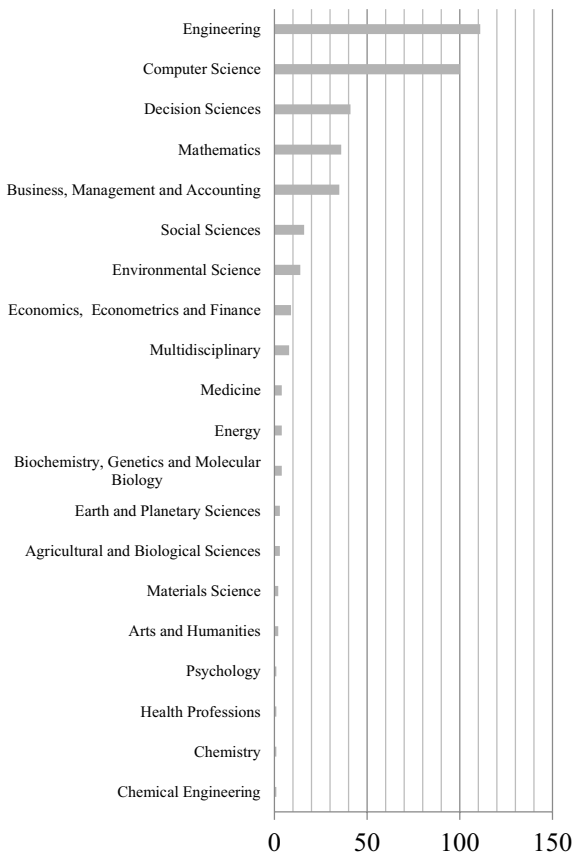 Engineering
Computer Science
Decision Sciences
Mathematics
Business, Management and Accounting
Social Sciences
Environmental Science
Economics,  Econometrics and Finance
Multidisciplinary
Medicine
Energy
Biochemistry, Genetics and Molecular
Biology
Earth and Planetary Sciences
Agricultural and Biological Sciences
Materials Science
Arts and Humanities
Psychology
Health Professions
Chemistry
Chemical Engineering
0 50 100 150